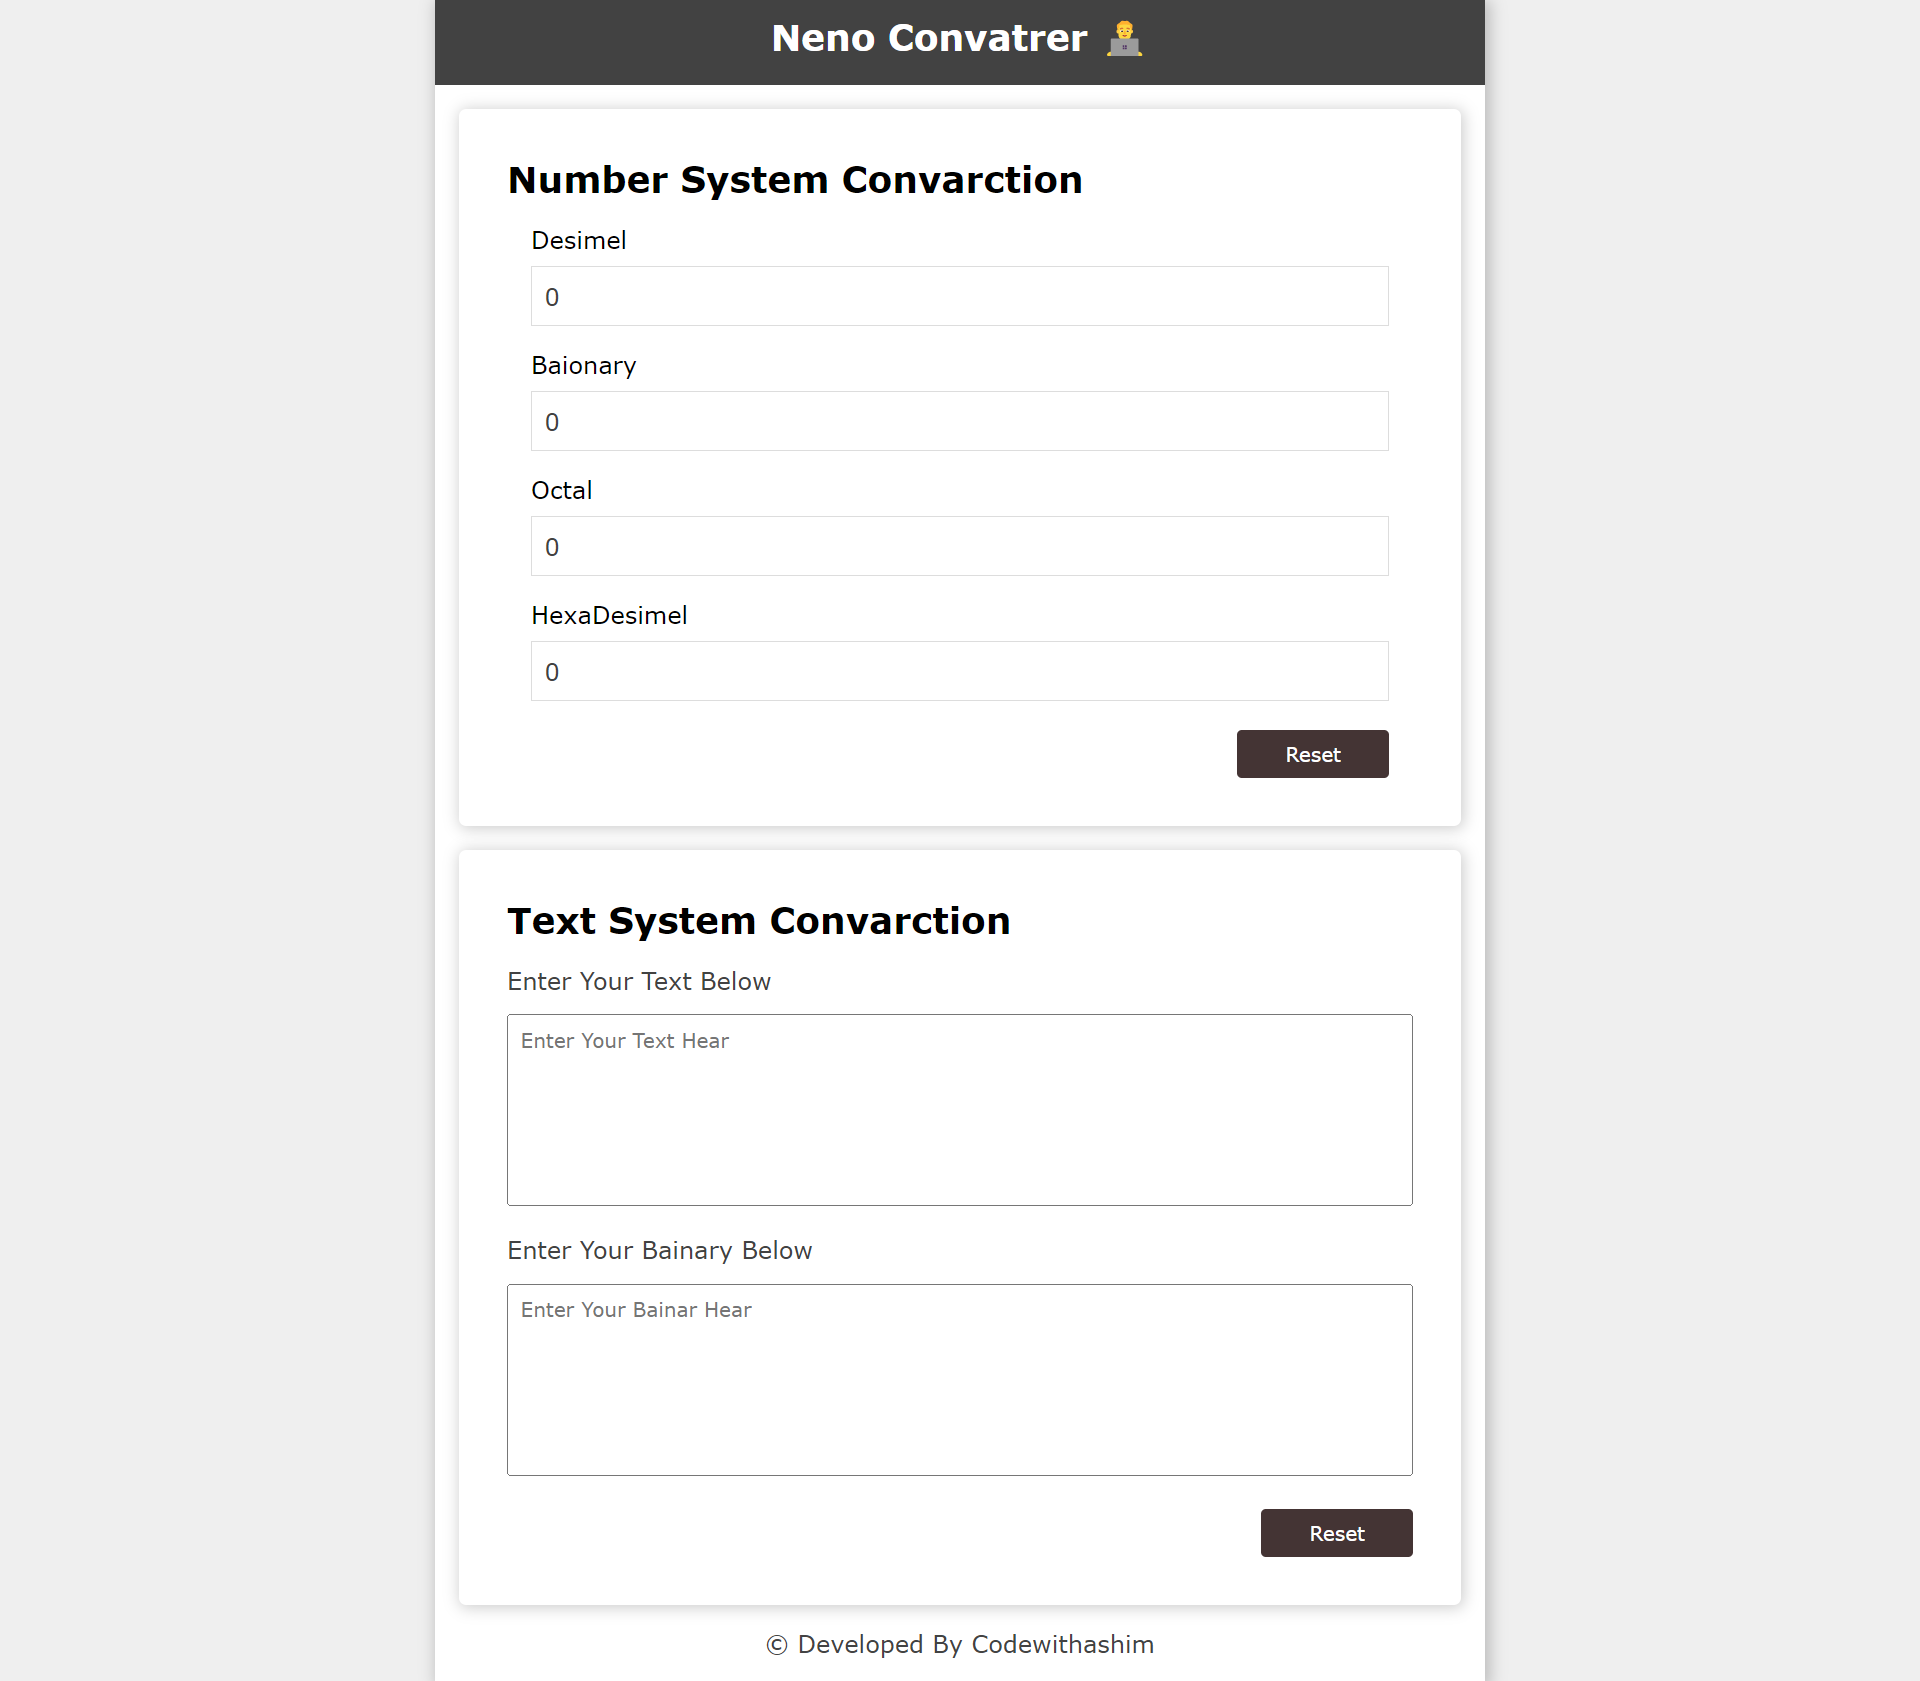 Neno Convatrer 👨‍💻
Number System Convarction
Desimel
0
Baionary
0
Octal
0
HexaDesimel
0
Reset
Text System Convarction
Enter Your Text Below
Enter Your Text Hear
Enter Your Bainary Below
Enter Your Bainar Hear
Reset
© Developed By Codewithashim